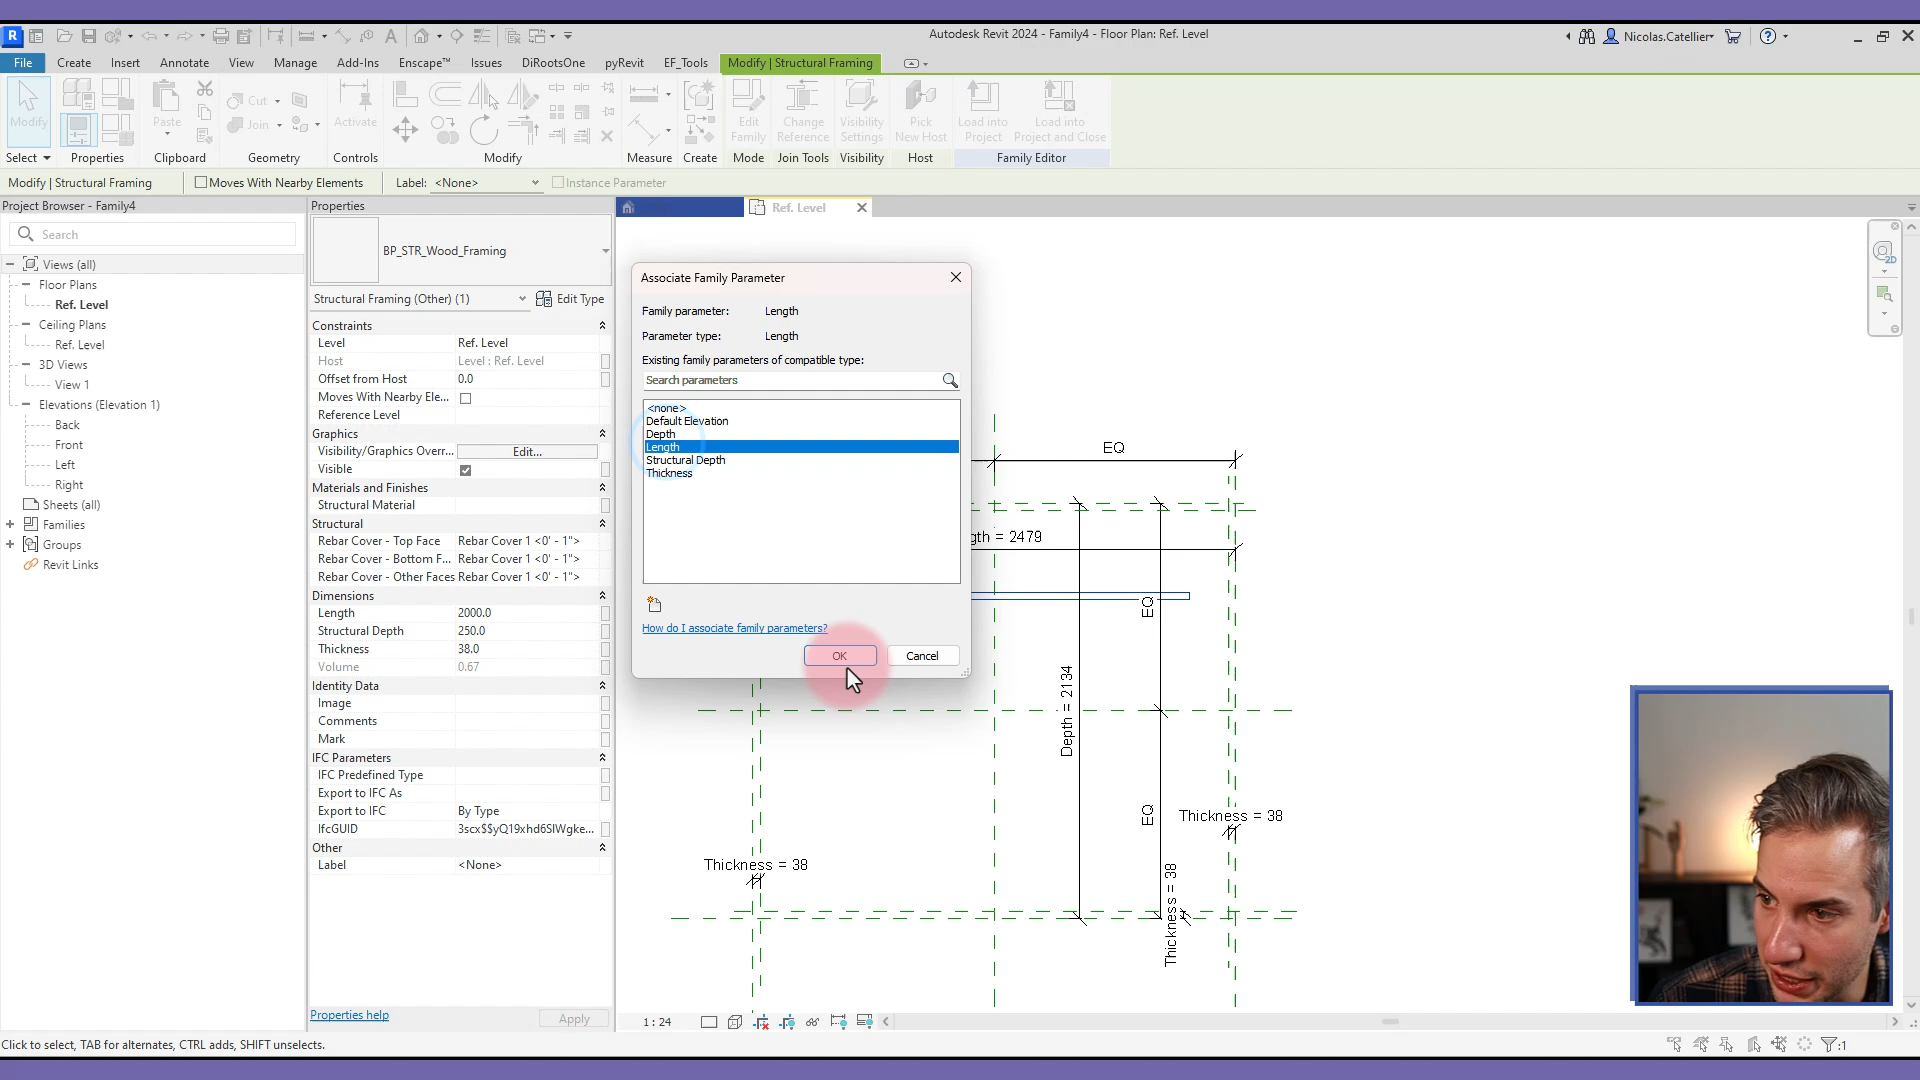 R
Autodesk Revit 2024 - Family4 - Floor Plan: Ref. Level
Nicolas.Catellier
File Create Insert Annotate View Manage Add-Ins Enscape™ Issues DiRootsOne pyRevit EF_Tools Modify | Structural Framing
Modify
Paste
Cut
Join
Activate
Edit Family
Change Reference
Visibility Settings
Pick New Host
Load into Project
Load into Project and Close
Select Properties Clipboard Geometry Controls Modify Measure Create Mode Join Tools Visibility Host Family Editor
Modify | Structural Framing Moves With Nearby Elements Label: <None> Instance Parameter
Project Browser - Family4
Search
Views (all)
Floor Plans
Ref. Level
Ceiling Plans
Ref. Level
3D Views
View 1
Elevations (Elevation 1)
Back
Front
Left
Right
Sheets (all)
Families
Groups
Revit Links
Properties
BP_STR_Wood_Framing
Structural Framing (Other) (1) Edit Type
Constraints
Level Ref. Level
Host Level : Ref. Level
Offset from Host 0.0
Moves With Nearby Ele...
Reference Level
Graphics
Visibility/Graphics Overr... Edit...
Visible
Materials and Finishes
Structural Material
Structural
Rebar Cover - Top Face Rebar Cover 1 <0' - 1">
Rebar Cover - Bottom F... Rebar Cover 1 <0' - 1">
Rebar Cover - Other Faces Rebar Cover 1 <0' - 1">
Dimensions
Length 2000.0
Structural Depth 250.0
Thickness 38.0
Volume 0.67
Identity Data
Image
Comments
Mark
IFC Parameters
IFC Predefined Type
Export to IFC As
Export to IFC By Type
IfcGUID 3scx$$yQ19xhd6SlWgke...
Other
Label <None>
Properties help Apply
Ref. Level
Associate Family Parameter
Family parameter: Length
Parameter type: Length
Existing family parameters of compatible type:
Search parameters
<none>
Default Elevation
Depth
Length
Structural Depth
Thickness
How do I associate family parameters?
OK Cancel
EQ
gth = 2479
EQ
Depth = 2134
EQ
Thickness = 38
Thickness = 38
Thickness = 38
2D
1 : 24
Click to select, TAB for alternates, CTRL adds, SHIFT unselects.
:1